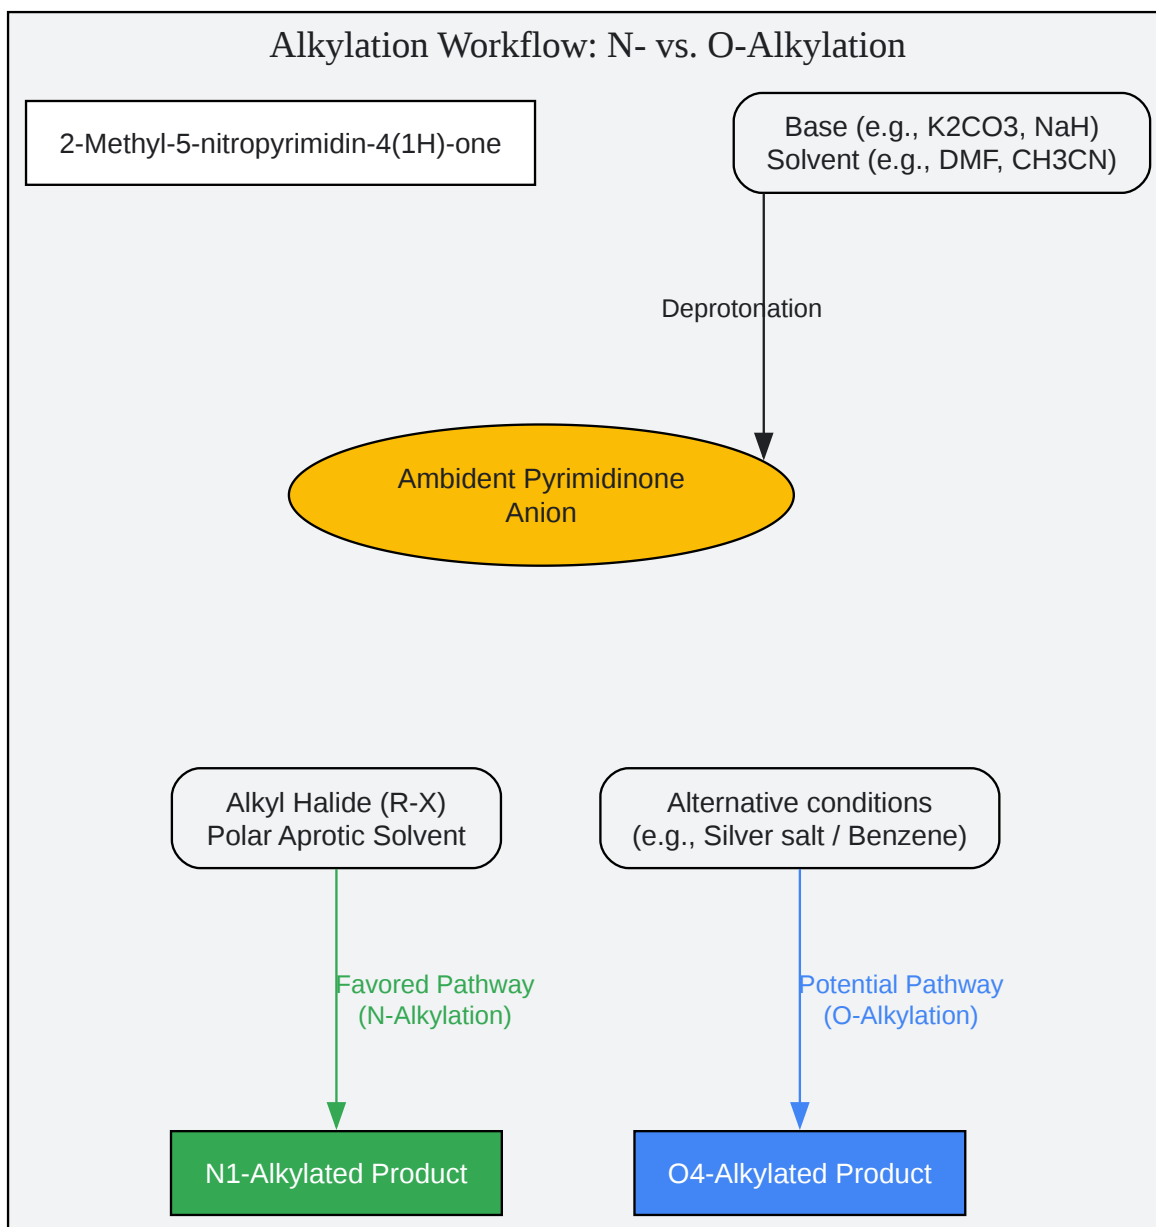 Alkylation Workflow: N- vs. O-Alkylation
2-Methyl-5-nitropyrimidin-4(1H)-one
Base (e.g., K2CO3, NaH)
Solvent (e.g., DMF, CH3CN)
Deprotonation
Ambident Pyrimidinone
Anion
Alkyl Halide (R-X)
Polar Aprotic Solvent
Alternative conditions
(e.g., Silver salt / Benzene)
Favored Pathway
(N-Alkylation)
Potential Pathway
(O-Alkylation)
N1-Alkylated Product
O4-Alkylated Product